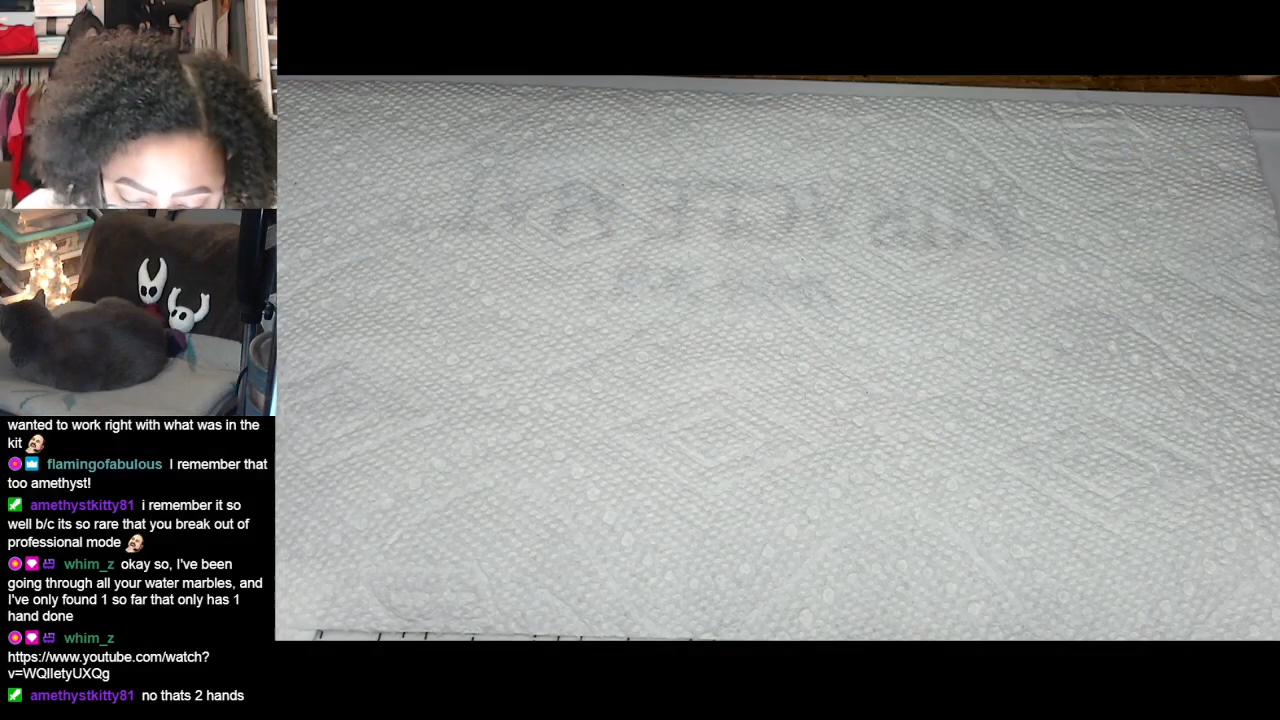 wanted to work right with what was in the
kit
flamingofabulous I remember that
too amethyst!
amethystkitty81 i remember it so
well b/c its so rare that you break out of
professional mode
whim_z okay so, I've been
going through all your water marbles, and
I've only found 1 so far that only has 1
hand done
whim_z
https://www.youtube.com/watch?
v=WQlletyUXQg
amethystkitty81 no thats 2 hands